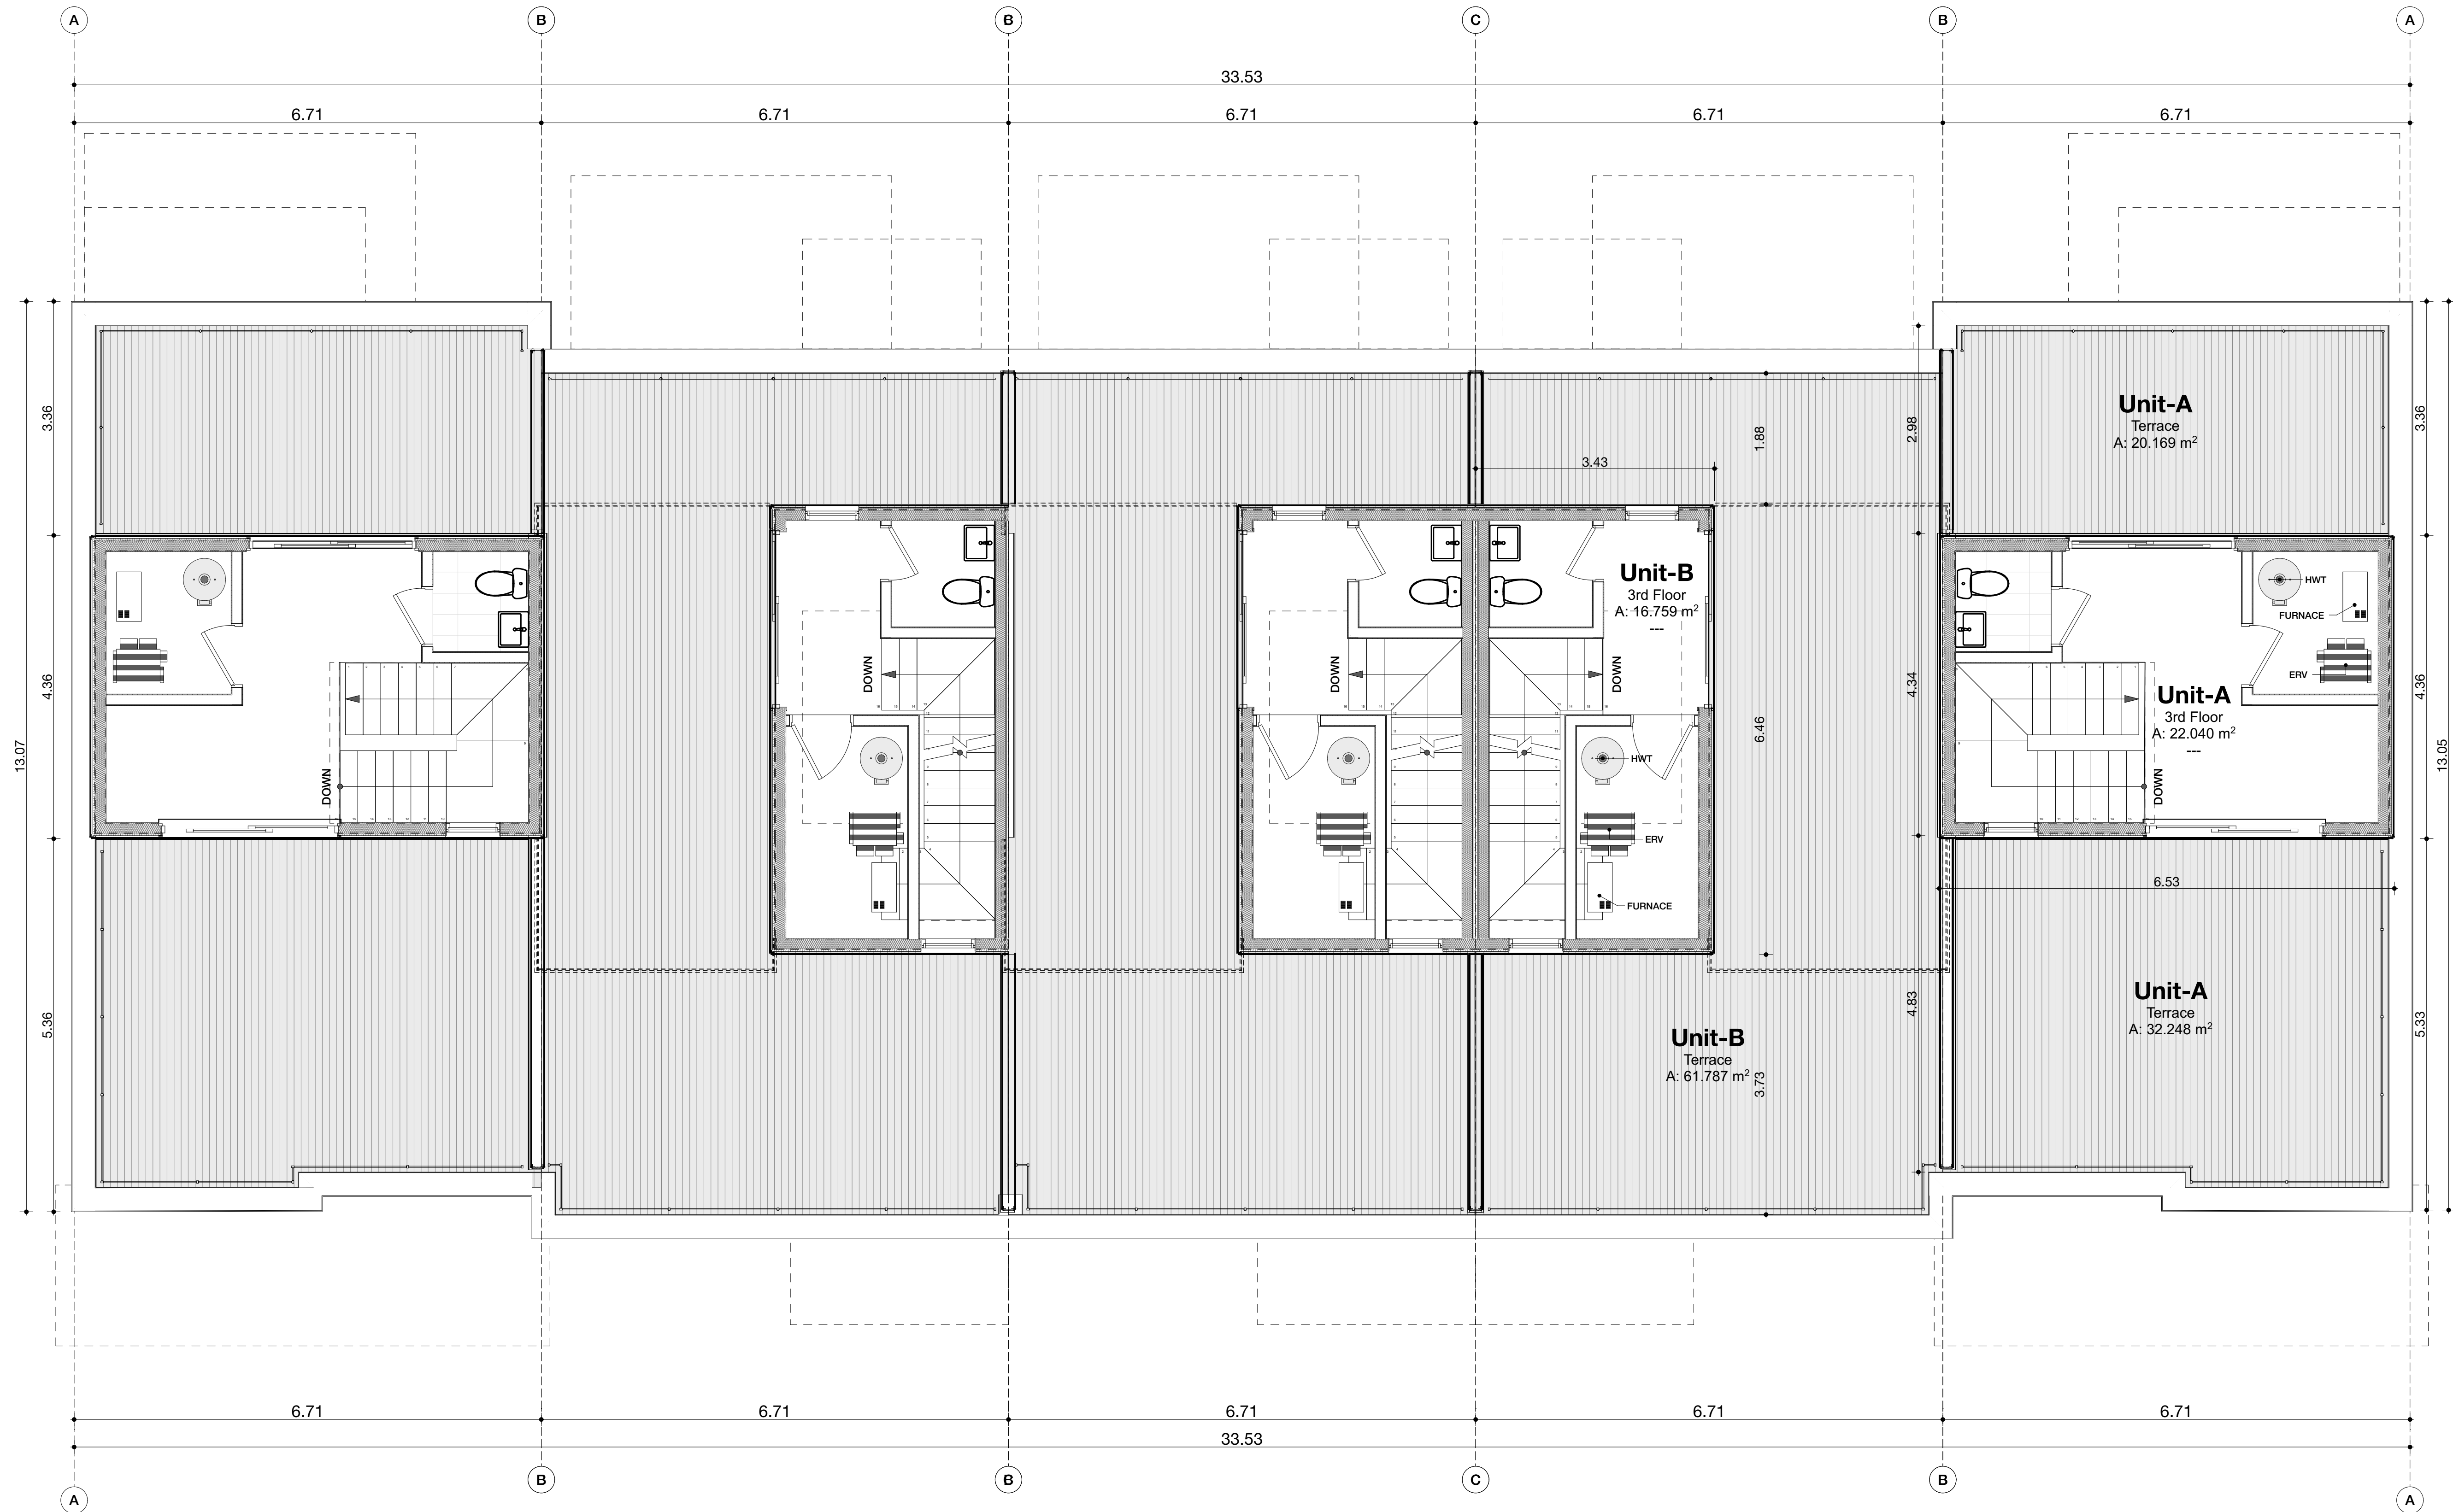 A B B C B A
33.53
6.71 6.71 6.71 6.71 6.71
3.36
4.36
5.36
13.07
1.88
2.98
3.43
Unit-A
Terrace
A: 20.169 m²
3.36
Unit-B
3rd Floor
A: 16.759 m²
---
HWT
FURNACE
ERV
DOWN
DOWN
DOWN
DOWN
DOWN
4.34
6.46
Unit-A
3rd Floor
A: 22.040 m²
---
4.36
13.05
HWT
ERV
FURNACE
6.53
4.83
Unit-B
Terrace
A: 61.787 m²
3.73
Unit-A
Terrace
A: 32.248 m²
5.33
6.71 6.71 6.71 6.71 6.71
33.53
A B B C B A